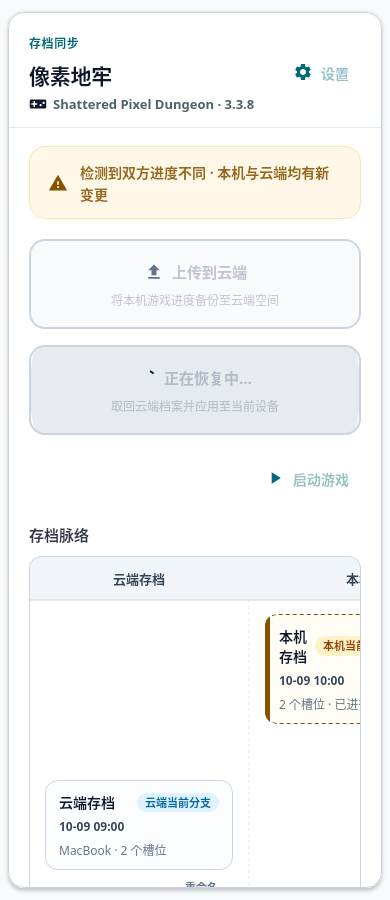 存档同步
像素地牢
设置
Shattered Pixel Dungeon · 3.3.8
检测到双方进度不同 · 本机与云端均有新
变更
上传到云端
将本机游戏进度备份至云端空间
正在恢复中...
取回云端档案并应用至当前设备
启动游戏
存档脉络
云端存档
本机
存档
本机当前
10-09 10:00
2 个槽位 · 已进
云端存档
云端当前分支
10-09 09:00
MacBook · 2 个槽位